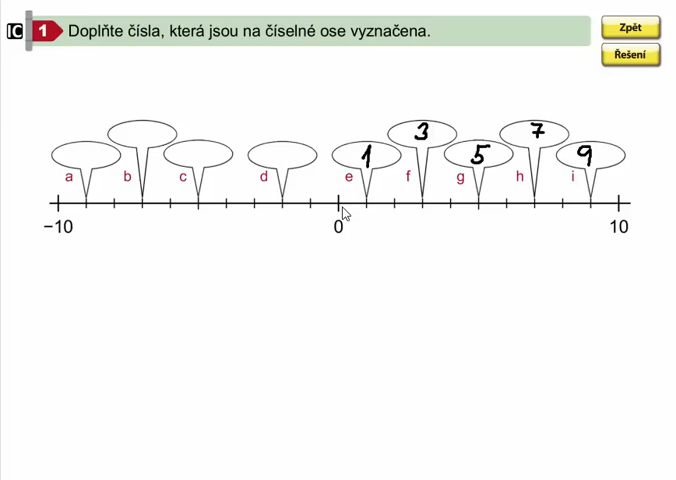 1 Doplňte čísla, která jsou na číselné ose vyznačena.
Zpět
Řešení
3 7
1 5 9
a b c d e f g h i
−10 0 10